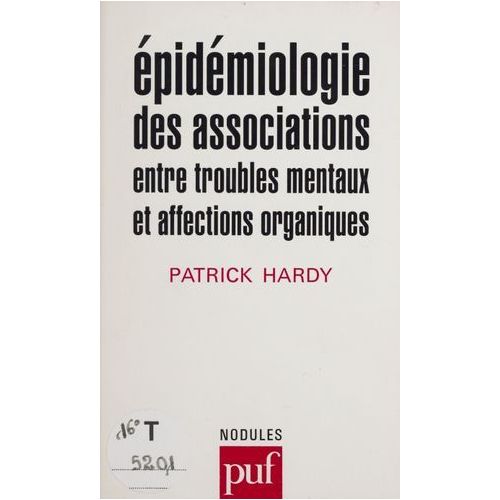 épidémiologie
des associations
entre troubles mentaux
et affections organiques
PATRICK HARDY
16° T
5201
NODULES
puf